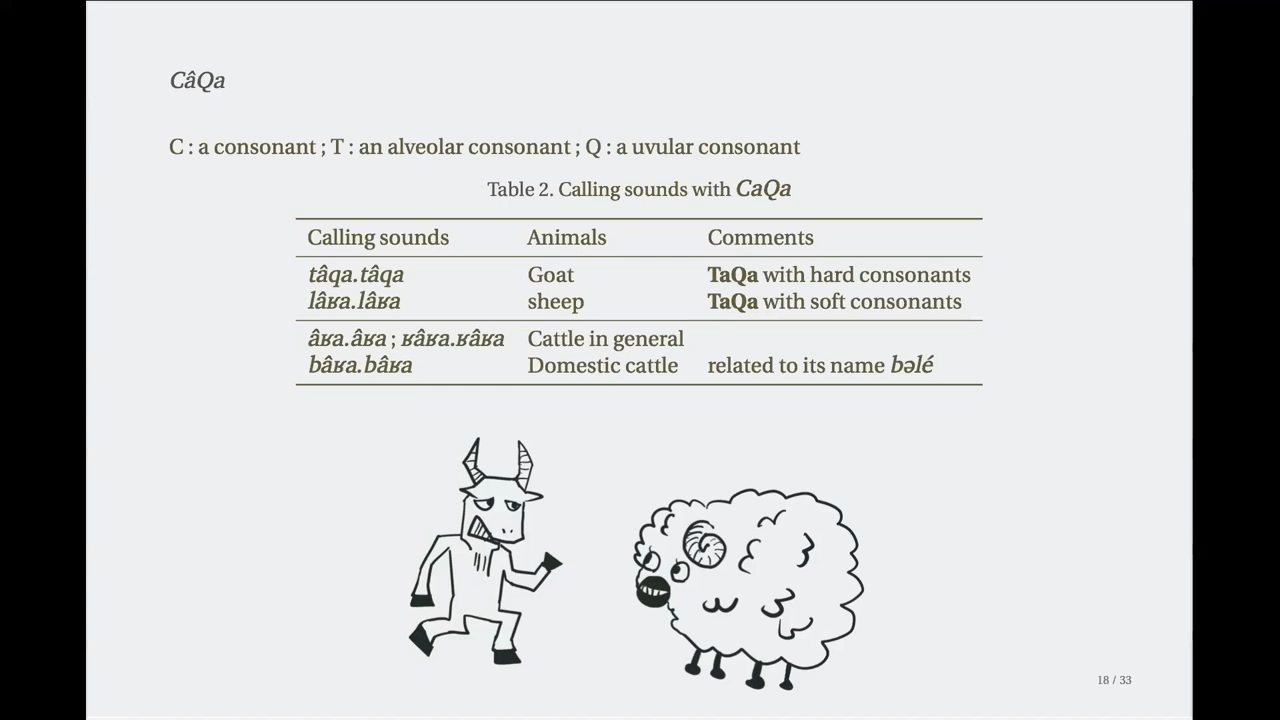 CâQa
C : a consonant ; T : an alveolar consonant ; Q : a uvular consonant
Table 2. Calling sounds with CaQa
Calling sounds Animals Comments
tâqa.tâqa Goat TaQa with hard consonants
lâʁa.lâʁa sheep TaQa with soft consonants
âʁa.âʁa ; ʁâʁa.ʁâʁa Cattle in general
bâʁa.bâʁa Domestic cattle related to its name bəlé
18 / 33